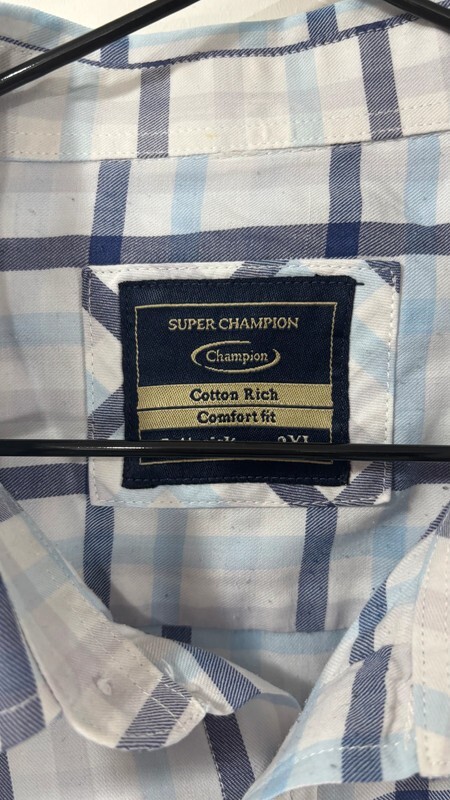 SUPER CHAMPION
Champion
Cotton Rich
Comfort fit